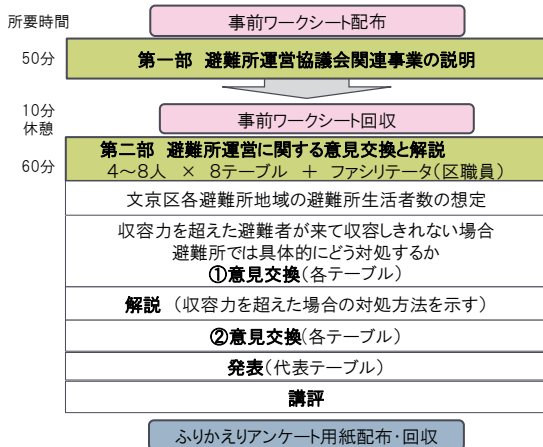 所要時間
事前ワークシート配布
50分
第一部 避難所運営協議会関連事業の説明
10分
休憩
事前ワークシート回収
60分
第二部 避難所運営に関する意見交換と解説
4~8人 × 8テーブル + ファシリテータ(区職員)
文京区各避難所地域の避難所生活者数の想定
収容力を超えた避難者が来て収容しきれない場合
避難所では具体的にどう対処するか
①意見交換(各テーブル)
解説 (収容力を超えた場合の対処方法を示す)
②意見交換(各テーブル)
発表(代表テーブル)
講評
ふりかえりアンケート用紙配布・回収